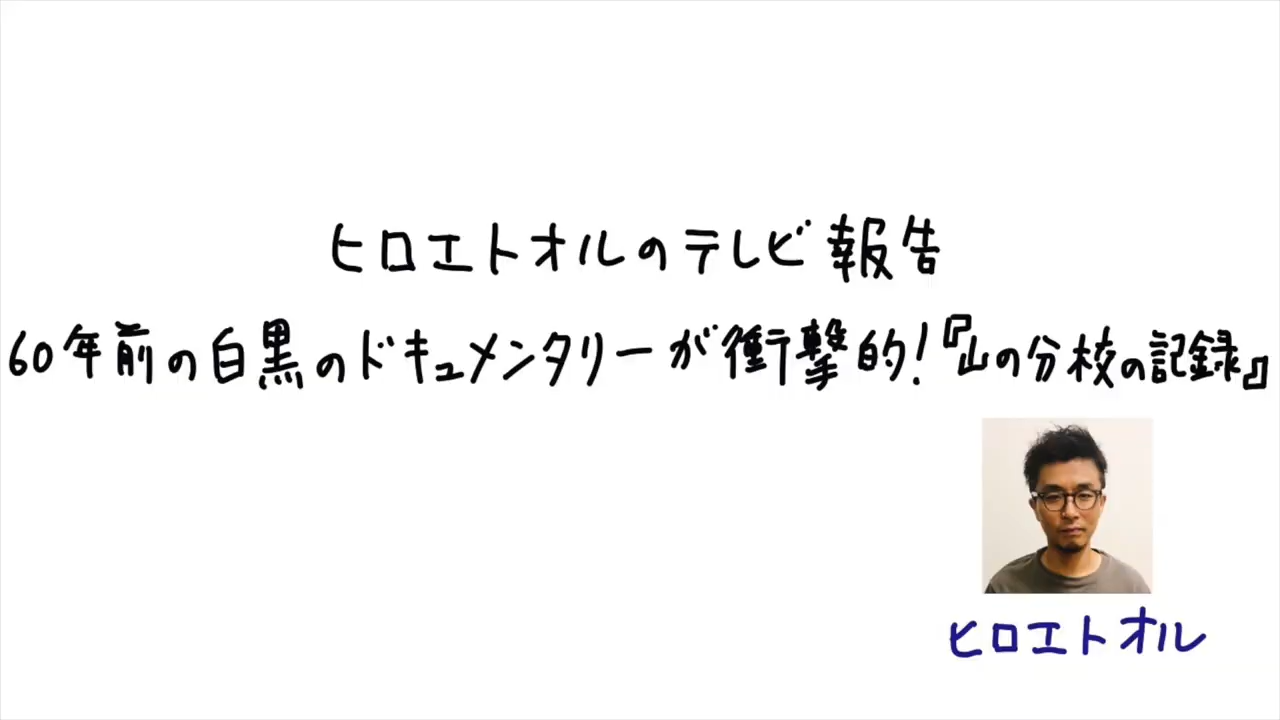 ヒロエトオルのテレビ報告
60年前の白黒のドキュメンタリーが衝撃的!『山の分校の記録』
ヒロエトオル